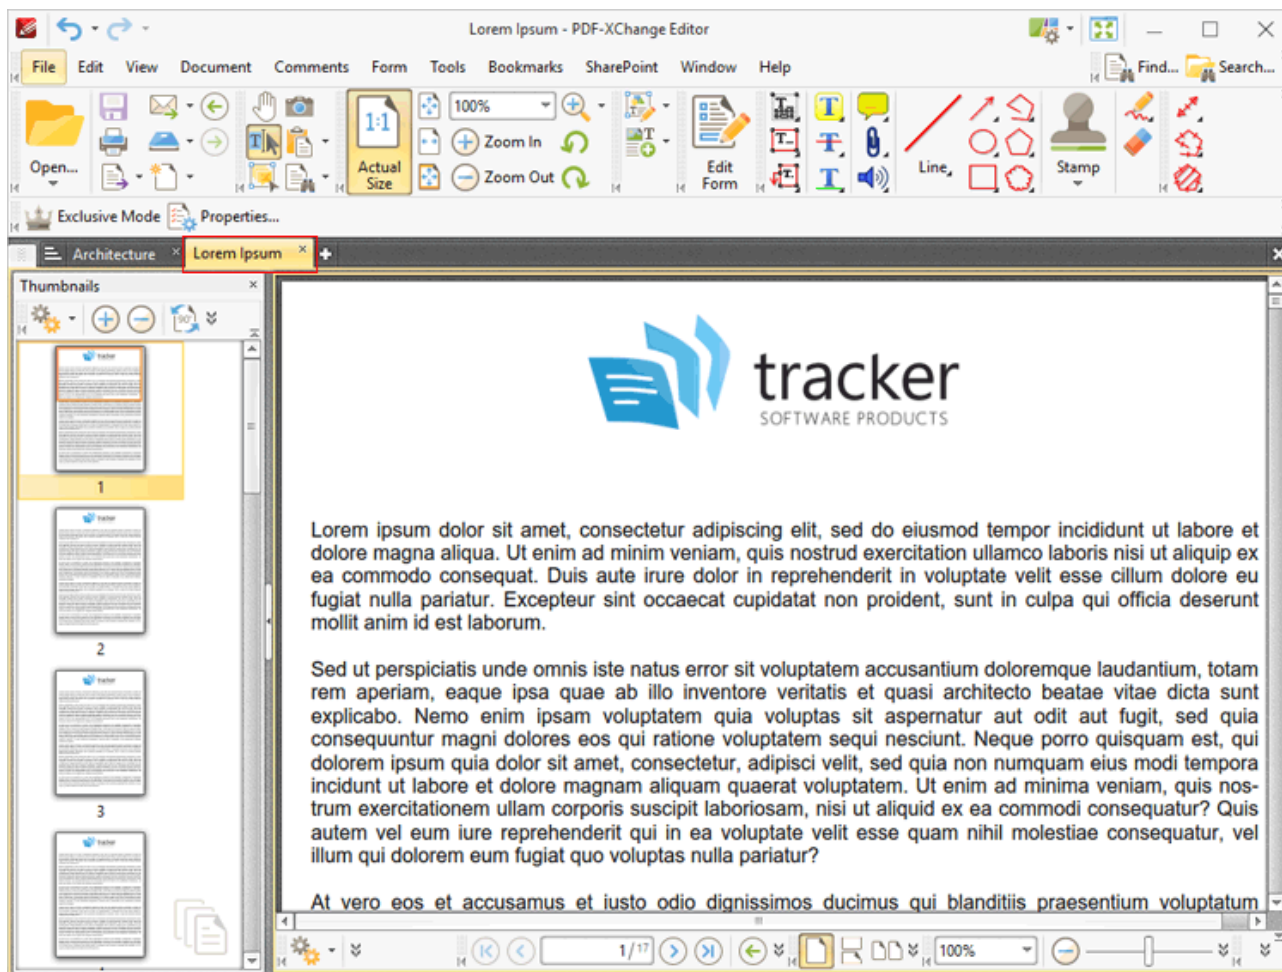 Lorem Ipsum - PDF-XChange Editor
File Edit View Document Comments Form Tools Bookmarks SharePoint Window Help Find... Search...
Open... 1:1 Actual Size 100% Zoom In Zoom Out Edit Form Line Stamp
Exclusive Mode Properties...
Architecture Lorem Ipsum
Thumbnails
90°
1
2
3
tracker
SOFTWARE PRODUCTS
Lorem ipsum dolor sit amet, consectetur adipiscing elit, sed do eiusmod tempor incididunt ut labore et
dolore magna aliqua. Ut enim ad minim veniam, quis nostrud exercitation ullamco laboris nisi ut aliquip ex
ea commodo consequat. Duis aute irure dolor in reprehenderit in voluptate velit esse cillum dolore eu
fugiat nulla pariatur. Excepteur sint occaecat cupidatat non proident, sunt in culpa qui officia deserunt
mollit anim id est laborum.
Sed ut perspiciatis unde omnis iste natus error sit voluptatem accusantium doloremque laudantium, totam
rem aperiam, eaque ipsa quae ab illo inventore veritatis et quasi architecto beatae vitae dicta sunt
explicabo. Nemo enim ipsam voluptatem quia voluptas sit aspernatur aut odit aut fugit, sed quia
consequuntur magni dolores eos qui ratione voluptatem sequi nesciunt. Neque porro quisquam est, qui
dolorem ipsum quia dolor sit amet, consectetur, adipisci velit, sed quia non numquam eius modi tempora
incidunt ut labore et dolore magnam aliquam quaerat voluptatem. Ut enim ad minima veniam, quis nos-
trum exercitationem ullam corporis suscipit laboriosam, nisi ut aliquid ex ea commodi consequatur? Quis
autem vel eum iure reprehenderit qui in ea voluptate velit esse quam nihil molestiae consequatur, vel
illum qui dolorem eum fugiat quo voluptas nulla pariatur?
At vero eos et accusamus et iusto odio dignissimos ducimus qui blanditiis praesentium voluptatum
1/17 100%